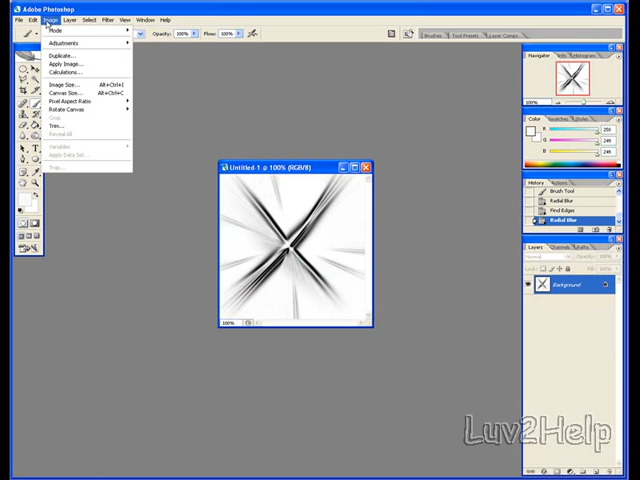 Adobe Photoshop
File Edit Image Layer Select Filter View Window Help
Opacity: 100% Flow: 100%
Brushes Tool Presets Layer Comps
Mode
Adjustments
Duplicate...
Apply Image...
Calculations...
Image Size... Alt+Ctrl+I
Canvas Size... Alt+Ctrl+C
Pixel Aspect Ratio
Rotate Canvas
Crop
Trim...
Reveal All
Variables
Apply Data Set...
Trap...
Untitled-1 @ 100% (RGB/8)
100%
Navigator Info Histogram
100%
Color Swatches Styles
R 250
G 249
B 249
History Actions
Brush Tool
Radial Blur
Find Edges
Radial Blur
Layers Channels Paths
Normal Opacity: 100%
Lock: Fill: 100%
Background
Luv2Help